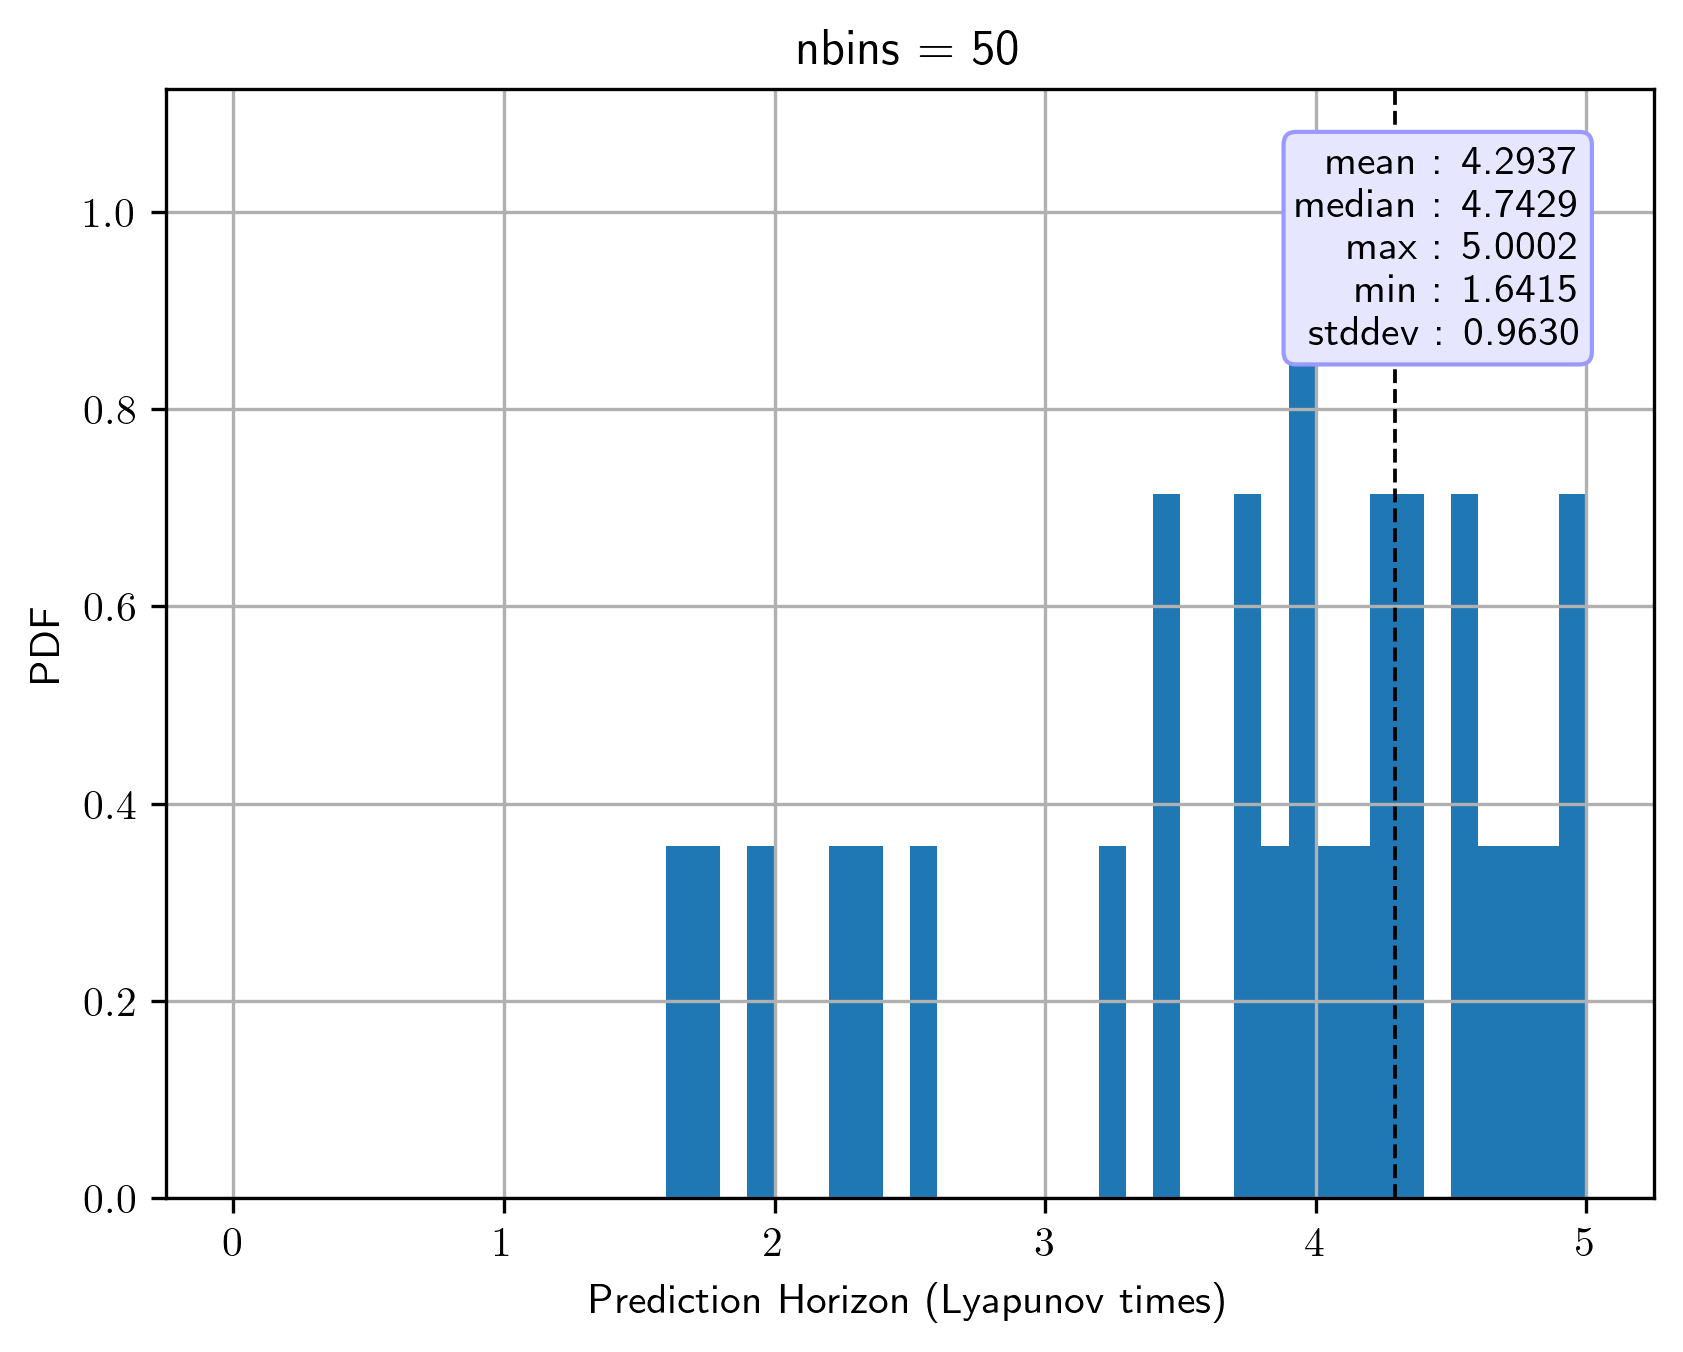 nbins = 50
mean : 4.2937
median : 4.7429
max : 5.0002
min : 1.6415
stddev : 0.9630
1.0
0.8
0.6
0.4
0.2
0.0
PDF
0 1 2 3 4 5
Prediction Horizon (Lyapunov times)